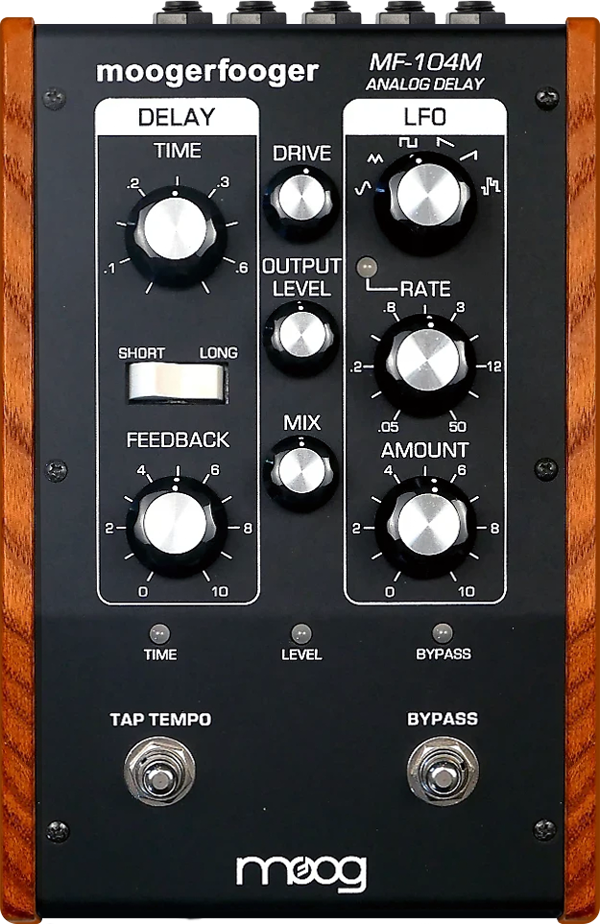 moogerfooger
MF-104M
ANALOG DELAY
DELAY
LFO
TIME
DRIVE
.2
.3
.1
.6
OUTPUT
LEVEL
RATE
.8
3
.2
12
.05
50
SHORT
LONG
FEEDBACK
MIX
AMOUNT
4
6
2
8
0
10
4
6
2
8
0
10
TIME
LEVEL
BYPASS
TAP TEMPO
BYPASS
moog